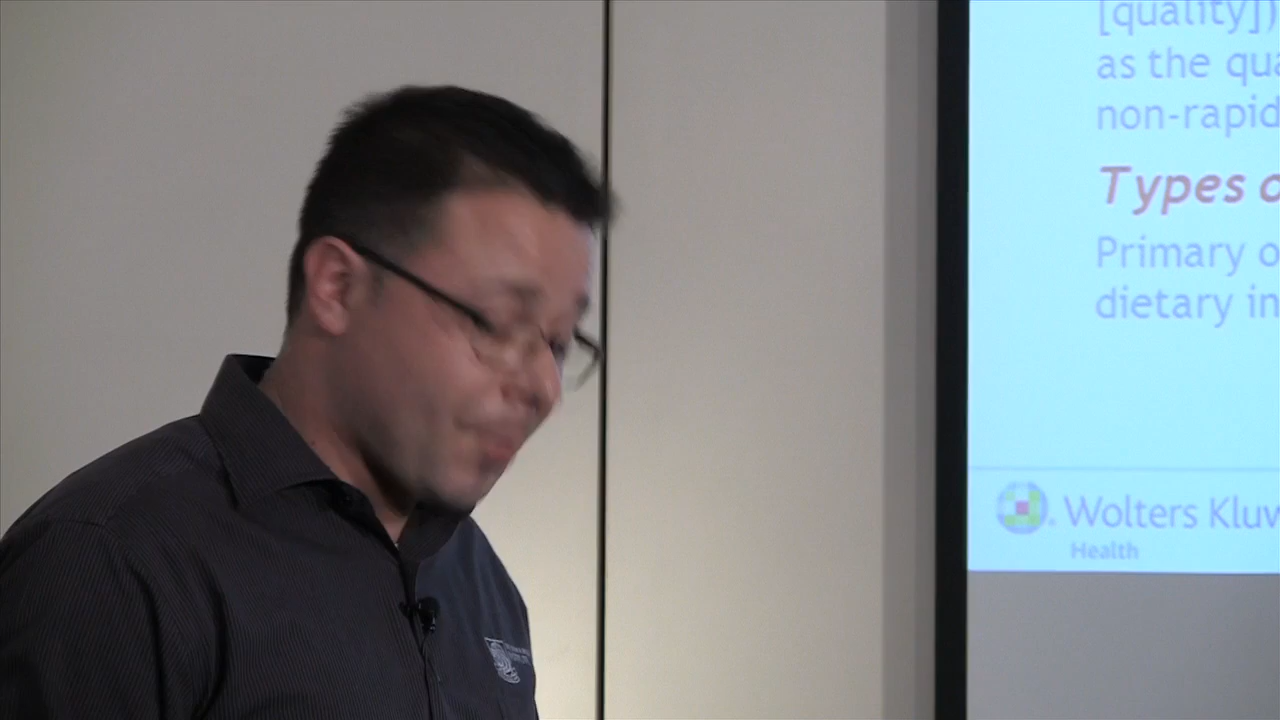 [quality])
as the qua
non-rapid
Types o
Primary o
dietary in
Wolters Kluw
Health